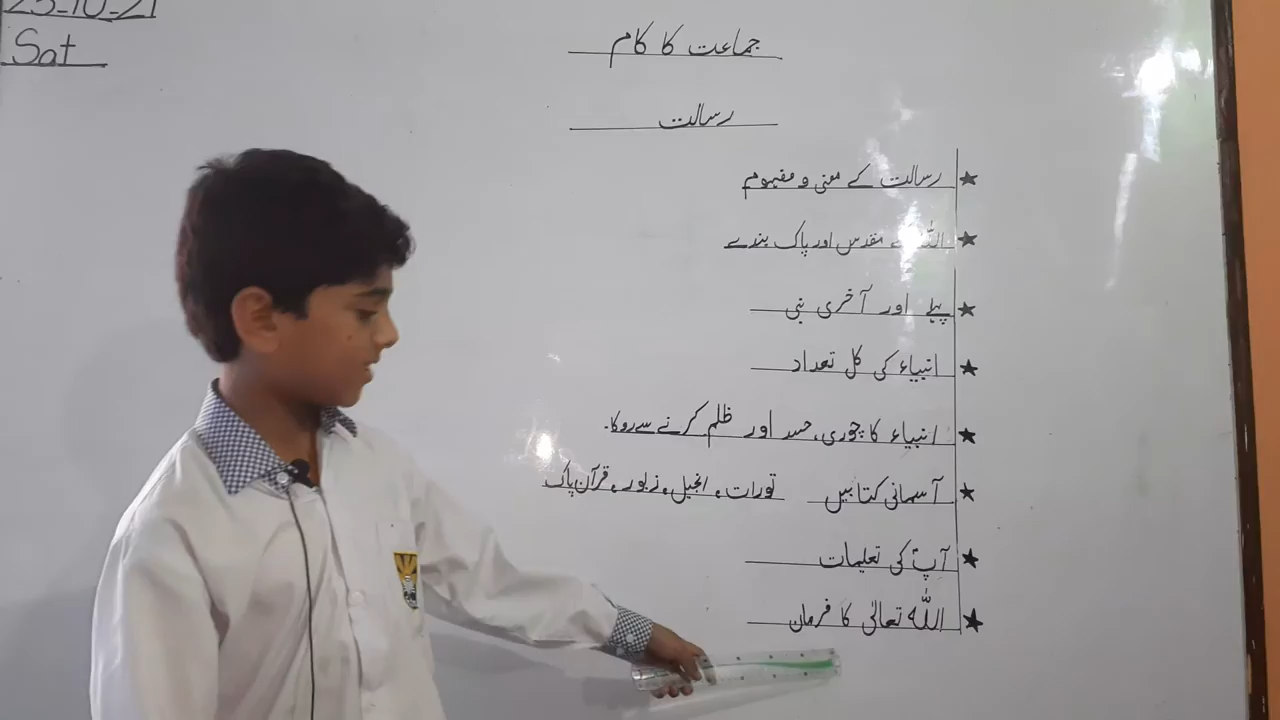 23-10-21
Sat
جماعت کا کام
رسالت
رسالت کے معنی و مفہوم
اللہ کے مقدس اور پاک بندے
پہلے اور آخری نبی
انبیاء کی کل تعداد
انبیاء کا چوری، حسد اور ظلم کرنے سے روکا۔
آسمانی کتابیں تورات، انجیل، زبور، قرآن پاک
آپؐ کی تعلیمات
اللہ تعالیٰ کا فرمان